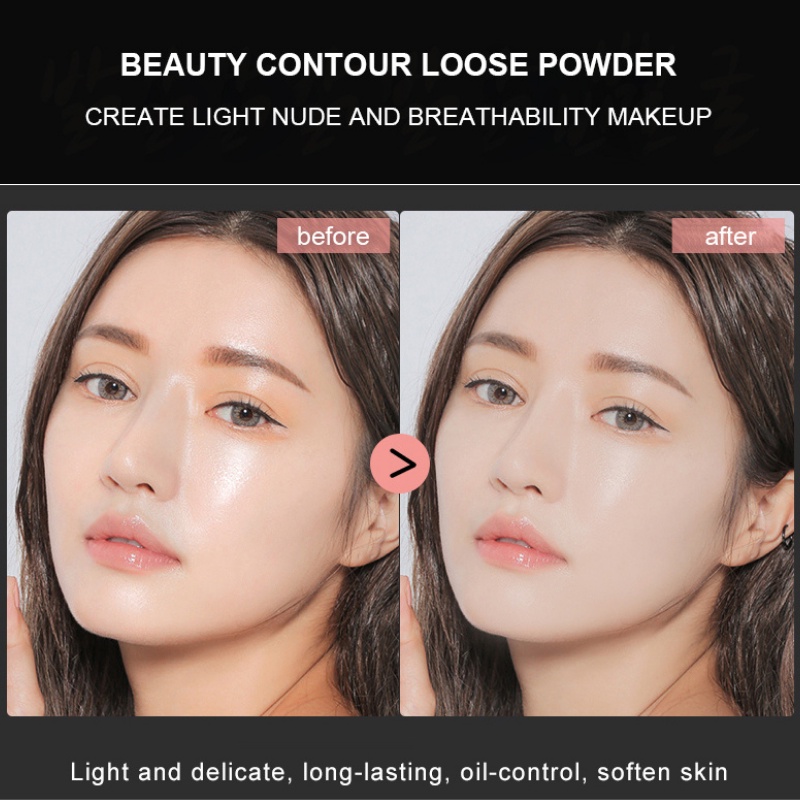 BEAUTY CONTOUR LOOSE POWDER
CREATE LIGHT NUDE AND BREATHABILITY MAKEUP
before
after
>
Light and delicate, long-lasting, oil-control, soften skin